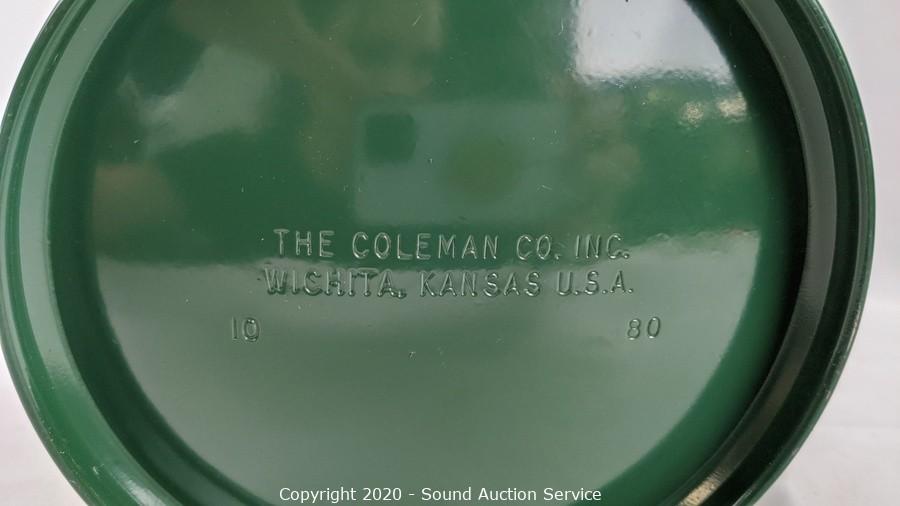 THE COLEMAN CO. INC.
WICHITA, KANSAS U.S.A.
10 80
Copyright 2020 - Sound Auction Service